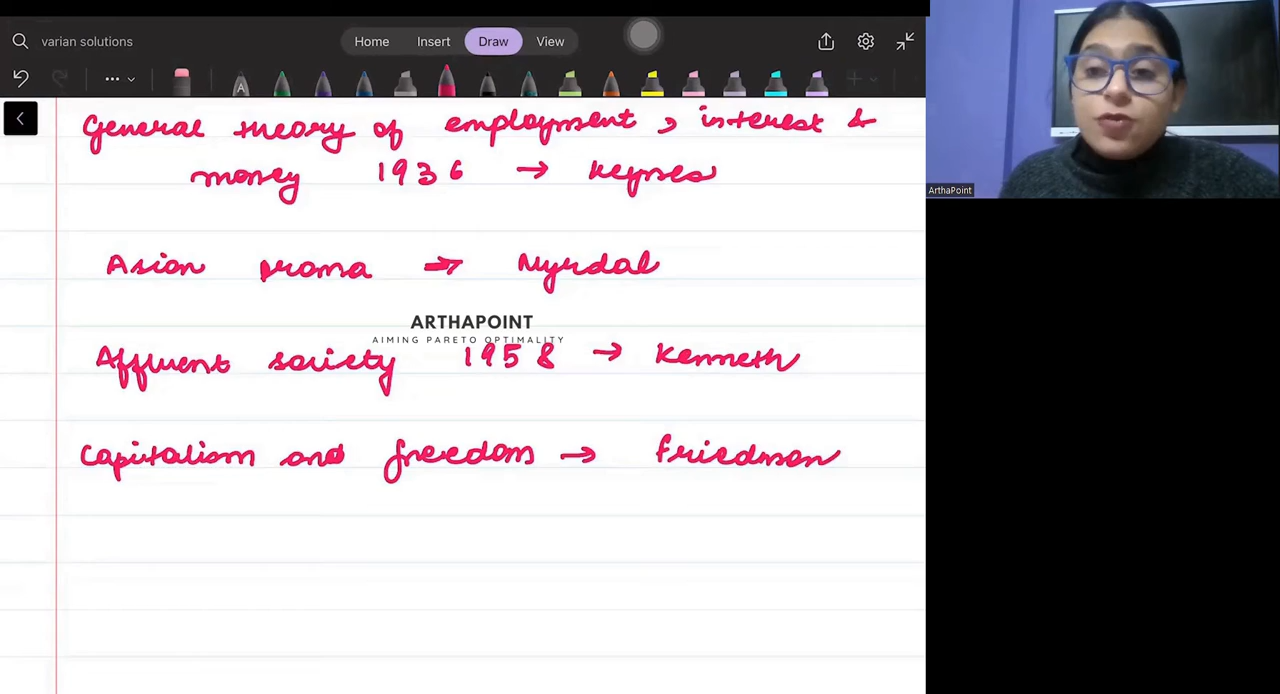 varian solutions
Home Insert Draw View
General theory of employment, interest &
money 1936 → Keynes
Asian Drama → Myrdal
ARTHAPOINT
AIMING PARETO OPTIMALITY
Affluent society 1958 → Kenneth
Capitalism and freedom → Friedman
ArthaPoint